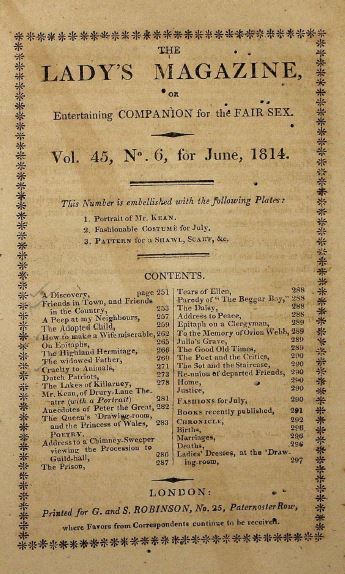 THE
LADY'S MAGAZINE,
OR
Entertaining COMPANION for the FAIR SEX.
Vol. 45, No. 6, for June, 1814.
This Number is embellished with the following Plates:
1. Portrait of Mr. KEAN.
2. Fashionable COSTUME for July,
3. PATTERN for a SHAWL, SCARF, &c.
CONTENTS.
A Discovery, page 251
Friends in Town, and Friends
in the Country, 253
A Peep at my Neighbours, 257
The Adopted Child, 259
How to make a Wife miserable, 262
On Epitaphs, 265
The Highland Hermitage, 266
The widowed Father,
Cruelty to Animals, 271
Dutch Patriots, 273
The Lakes of Killarney, 278
Mr. Kean, of Drury-Lane The-
atre (with a Portrait) 281
Anecdotes of Peter the Great, 282
The Queen's Drawing-room,
and the Princess of Wales, 283
POETRY.
Address to a Chimney-Sweeper
viewing the Procession to
Guild-hall, 286
The Prison, 287
Tears of Ellen, 288
Parody of "The Beggar Boy," 288
The Daisy, 288
Address to Peace, 288
Epitaph on a Clergyman, 289
To the Memory of Orion Webb, 289
Julia's Grave, 289
The Good Old Times, 289
The Poet and the Critics, 290
The Sot and the Staircase, 290
Re-union of departed Friends, 290
Home, 290
Justice, 290
FASHIONS for July, 290
BOOKS recently published, 291
CHRONICLE, 292
Births, 296
Marriages, 296
Deaths, 296
Ladies' Dresses, at the Draw-
ing-room, 297
LONDON:
Printed for G. and S. ROBINSON, No. 25, Paternoster Row,
where Favors from Correspondents continue to be received.